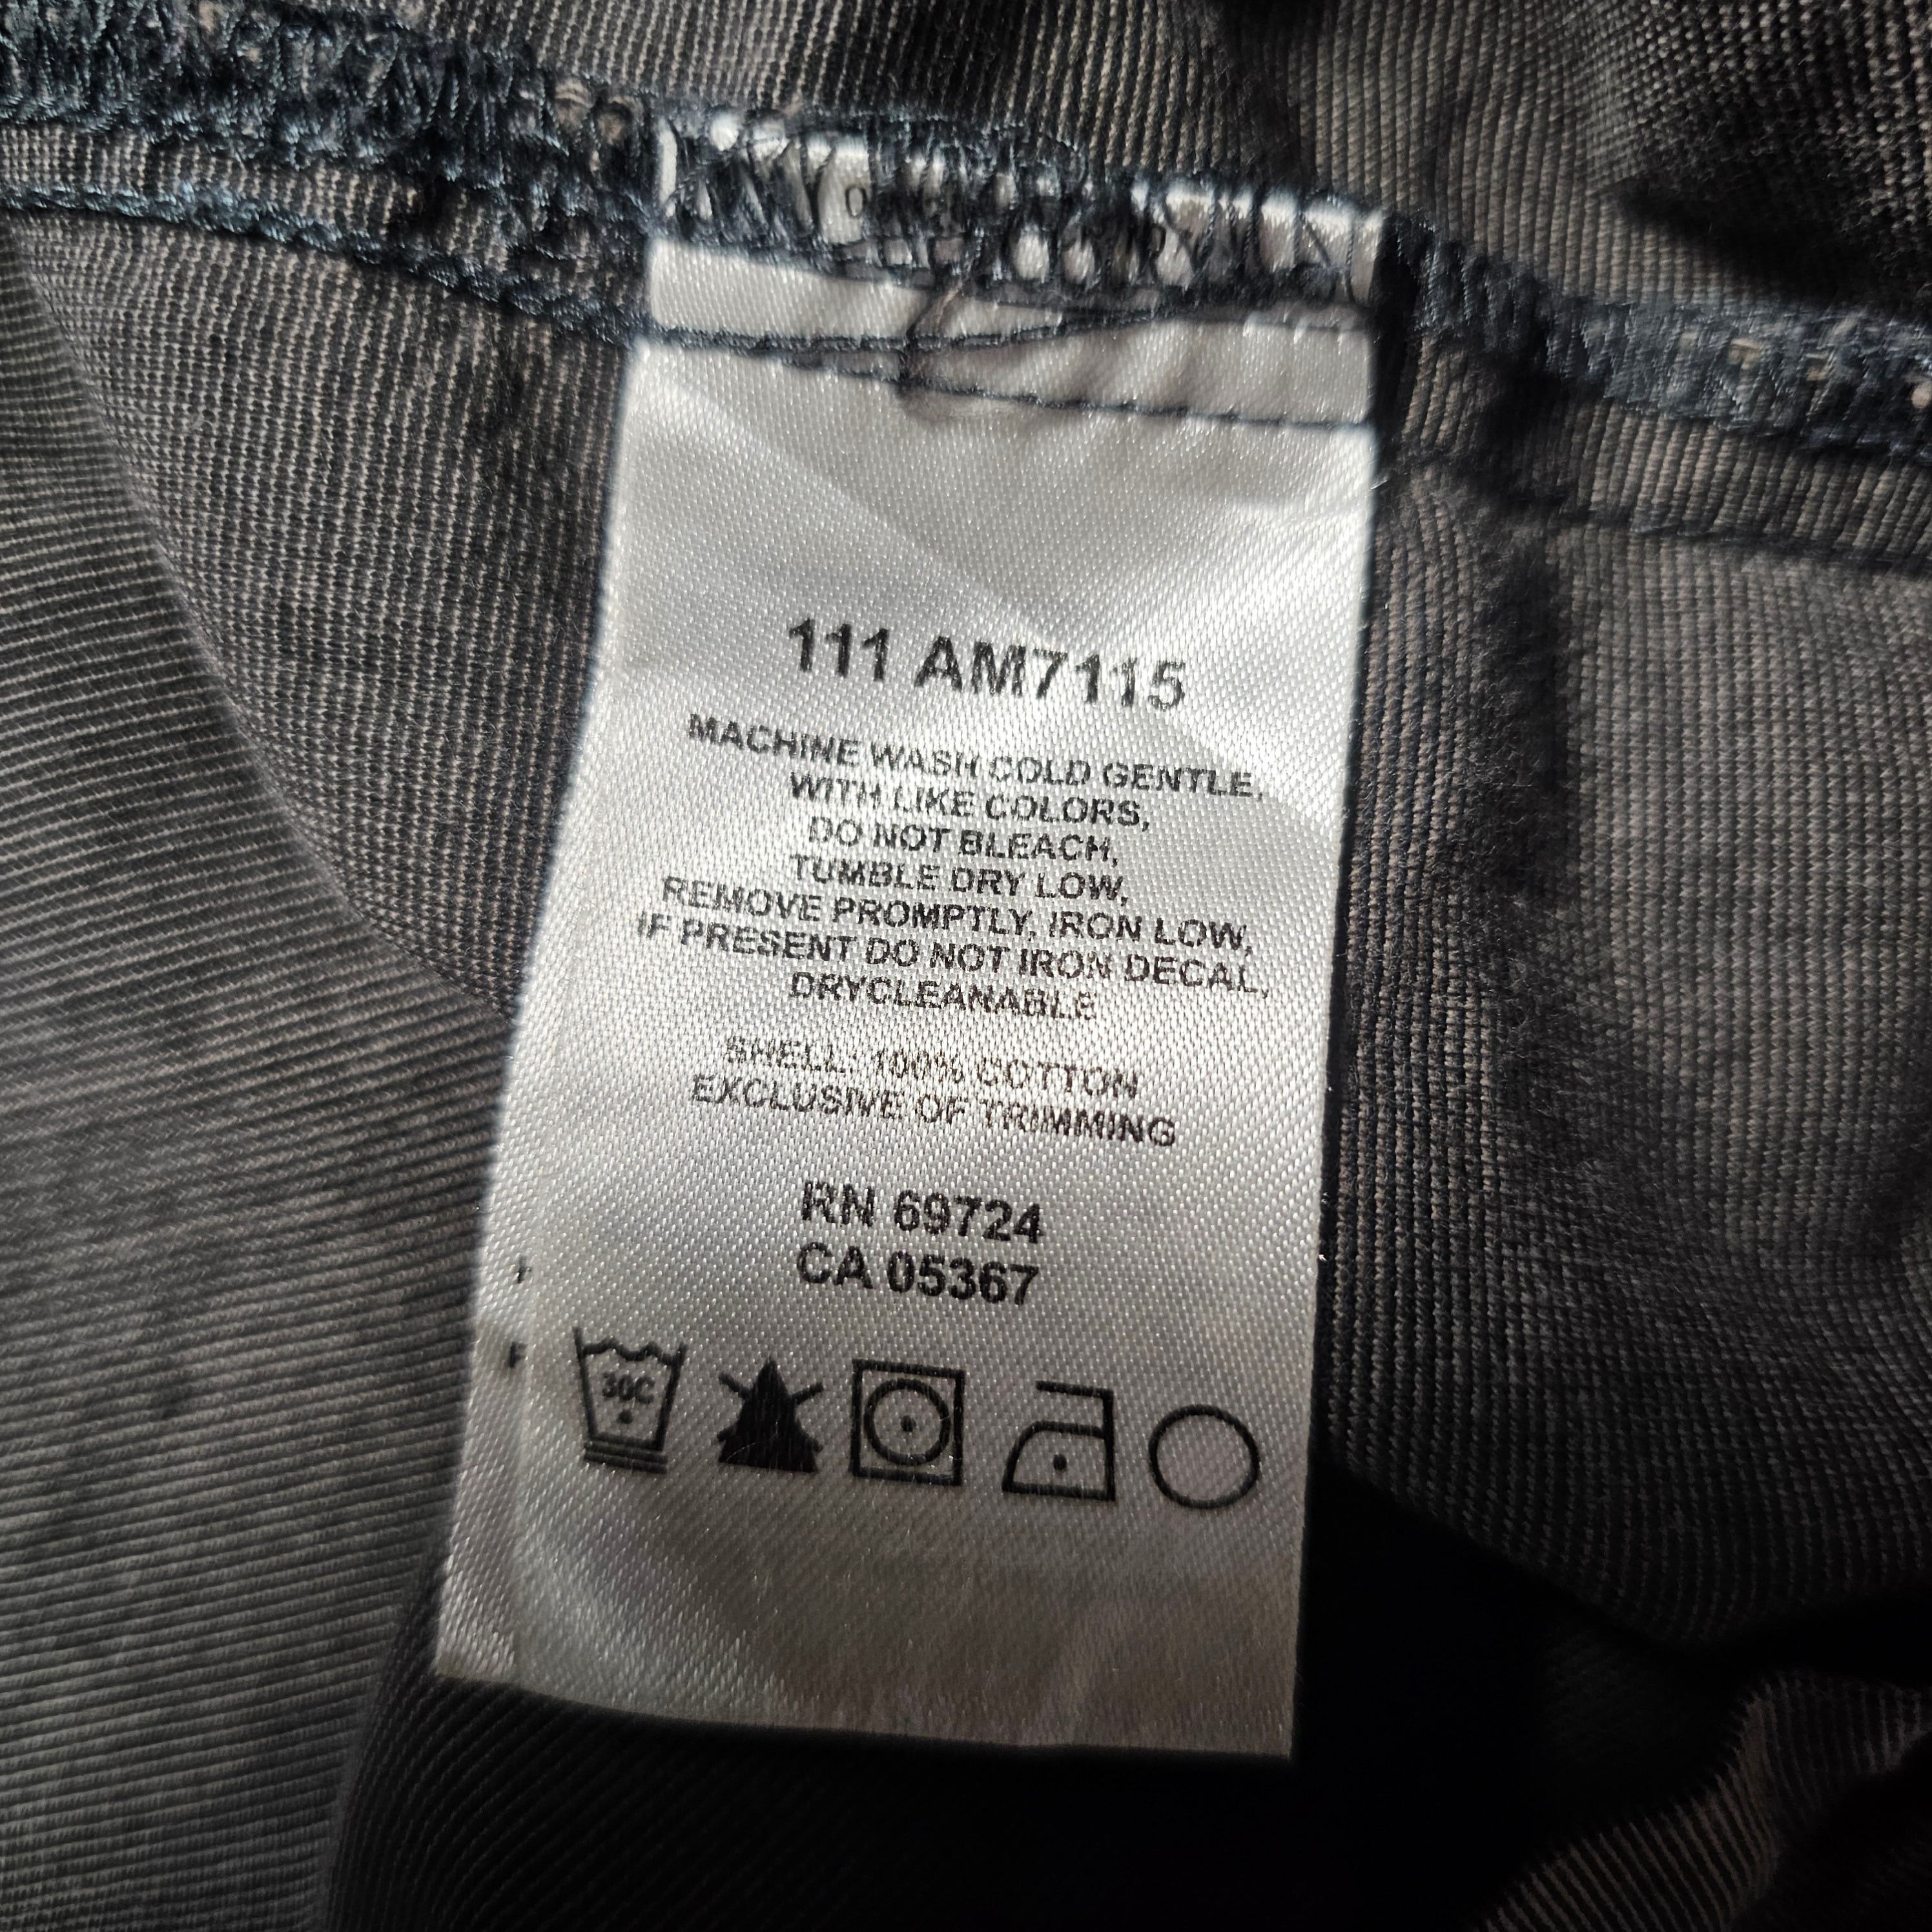 111 AM7115
MACHINE WASH COLD GENTLE,
WITH LIKE COLORS,
DO NOT BLEACH,
TUMBLE DRY LOW,
REMOVE PROMPTLY, IRON LOW,
IF PRESENT DO NOT IRON DECAL,
DRYCLEANABLE
SHELL: 100% COTTON
EXCLUSIVE OF TRIMMING
RN 69724
CA 05367
30C